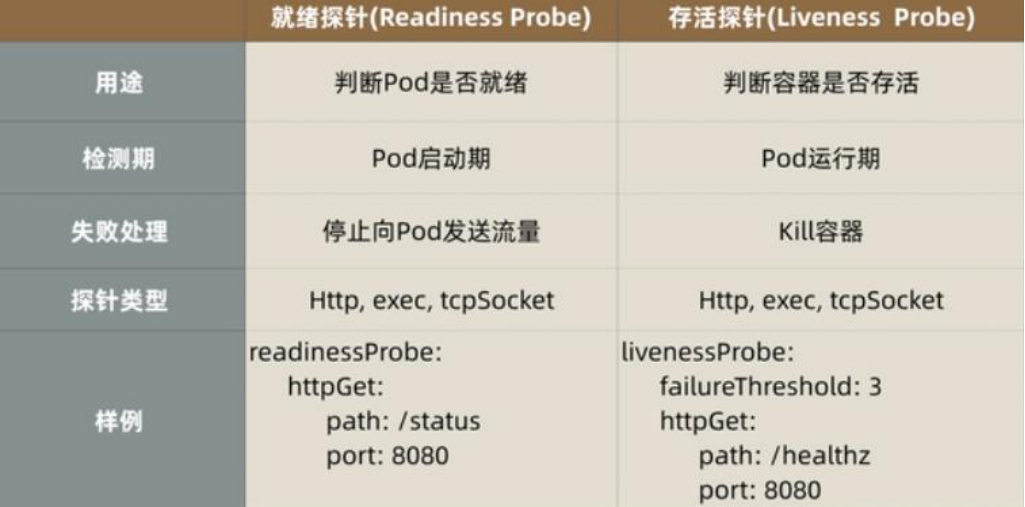 就绪探针(Readiness Probe) 存活探针(Liveness Probe)
用途 判断Pod是否就绪 判断容器是否存活
检测期 Pod启动期 Pod运行期
失败处理 停止向Pod发送流量 Kill容器
探针类型 Http, exec, tcpSocket Http, exec, tcpSocket
样例
readinessProbe:
httpGet:
path: /status
port: 8080
livenessProbe:
failureThreshold: 3
httpGet:
path: /healthz
port: 8080